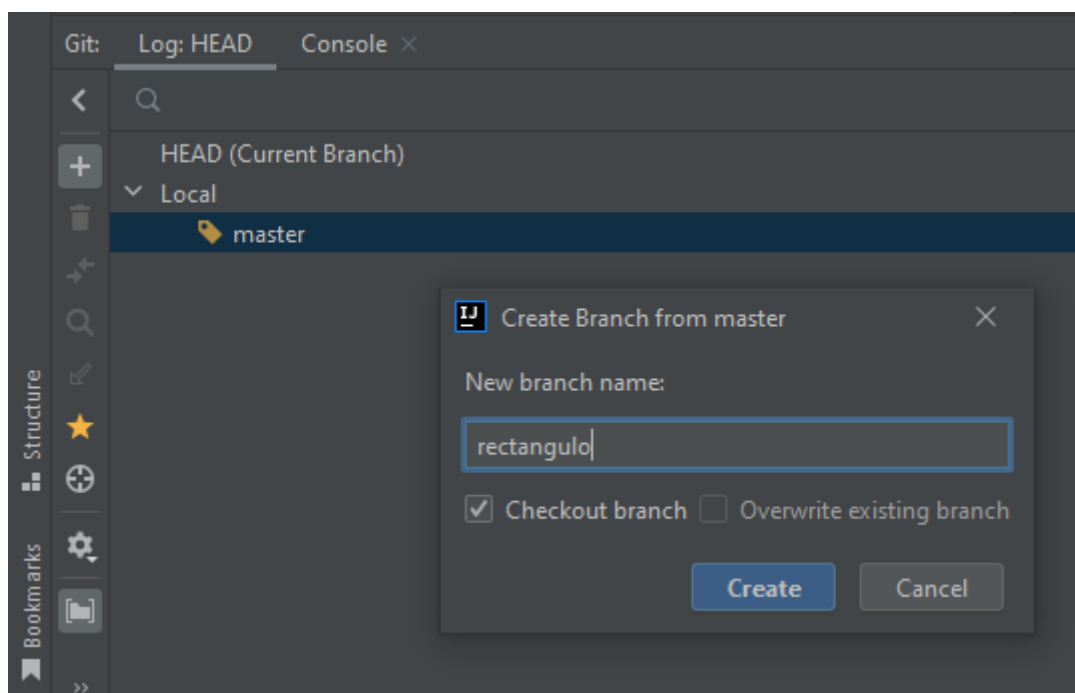 Git: Log: HEAD Console
HEAD (Current Branch)
Local
master
Create Branch from master
New branch name:
rectangulo
Checkout branch Overwrite existing branch
Create Cancel
Structure
Bookmarks